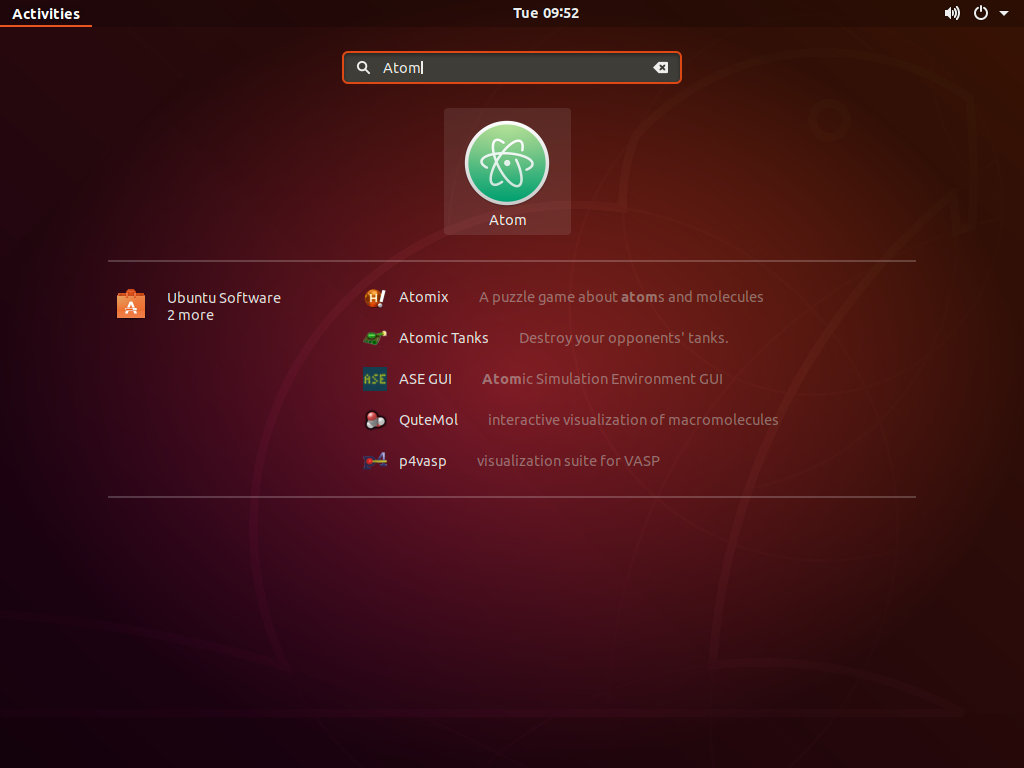 Activities
Tue 09:52
Atom
Atom
Ubuntu Software
2 more
Atomix A puzzle game about atoms and molecules
Atomic Tanks Destroy your opponents' tanks.
ASE
ASE GUI Atomic Simulation Environment GUI
QuteMol interactive visualization of macromolecules
p4vasp visualization suite for VASP